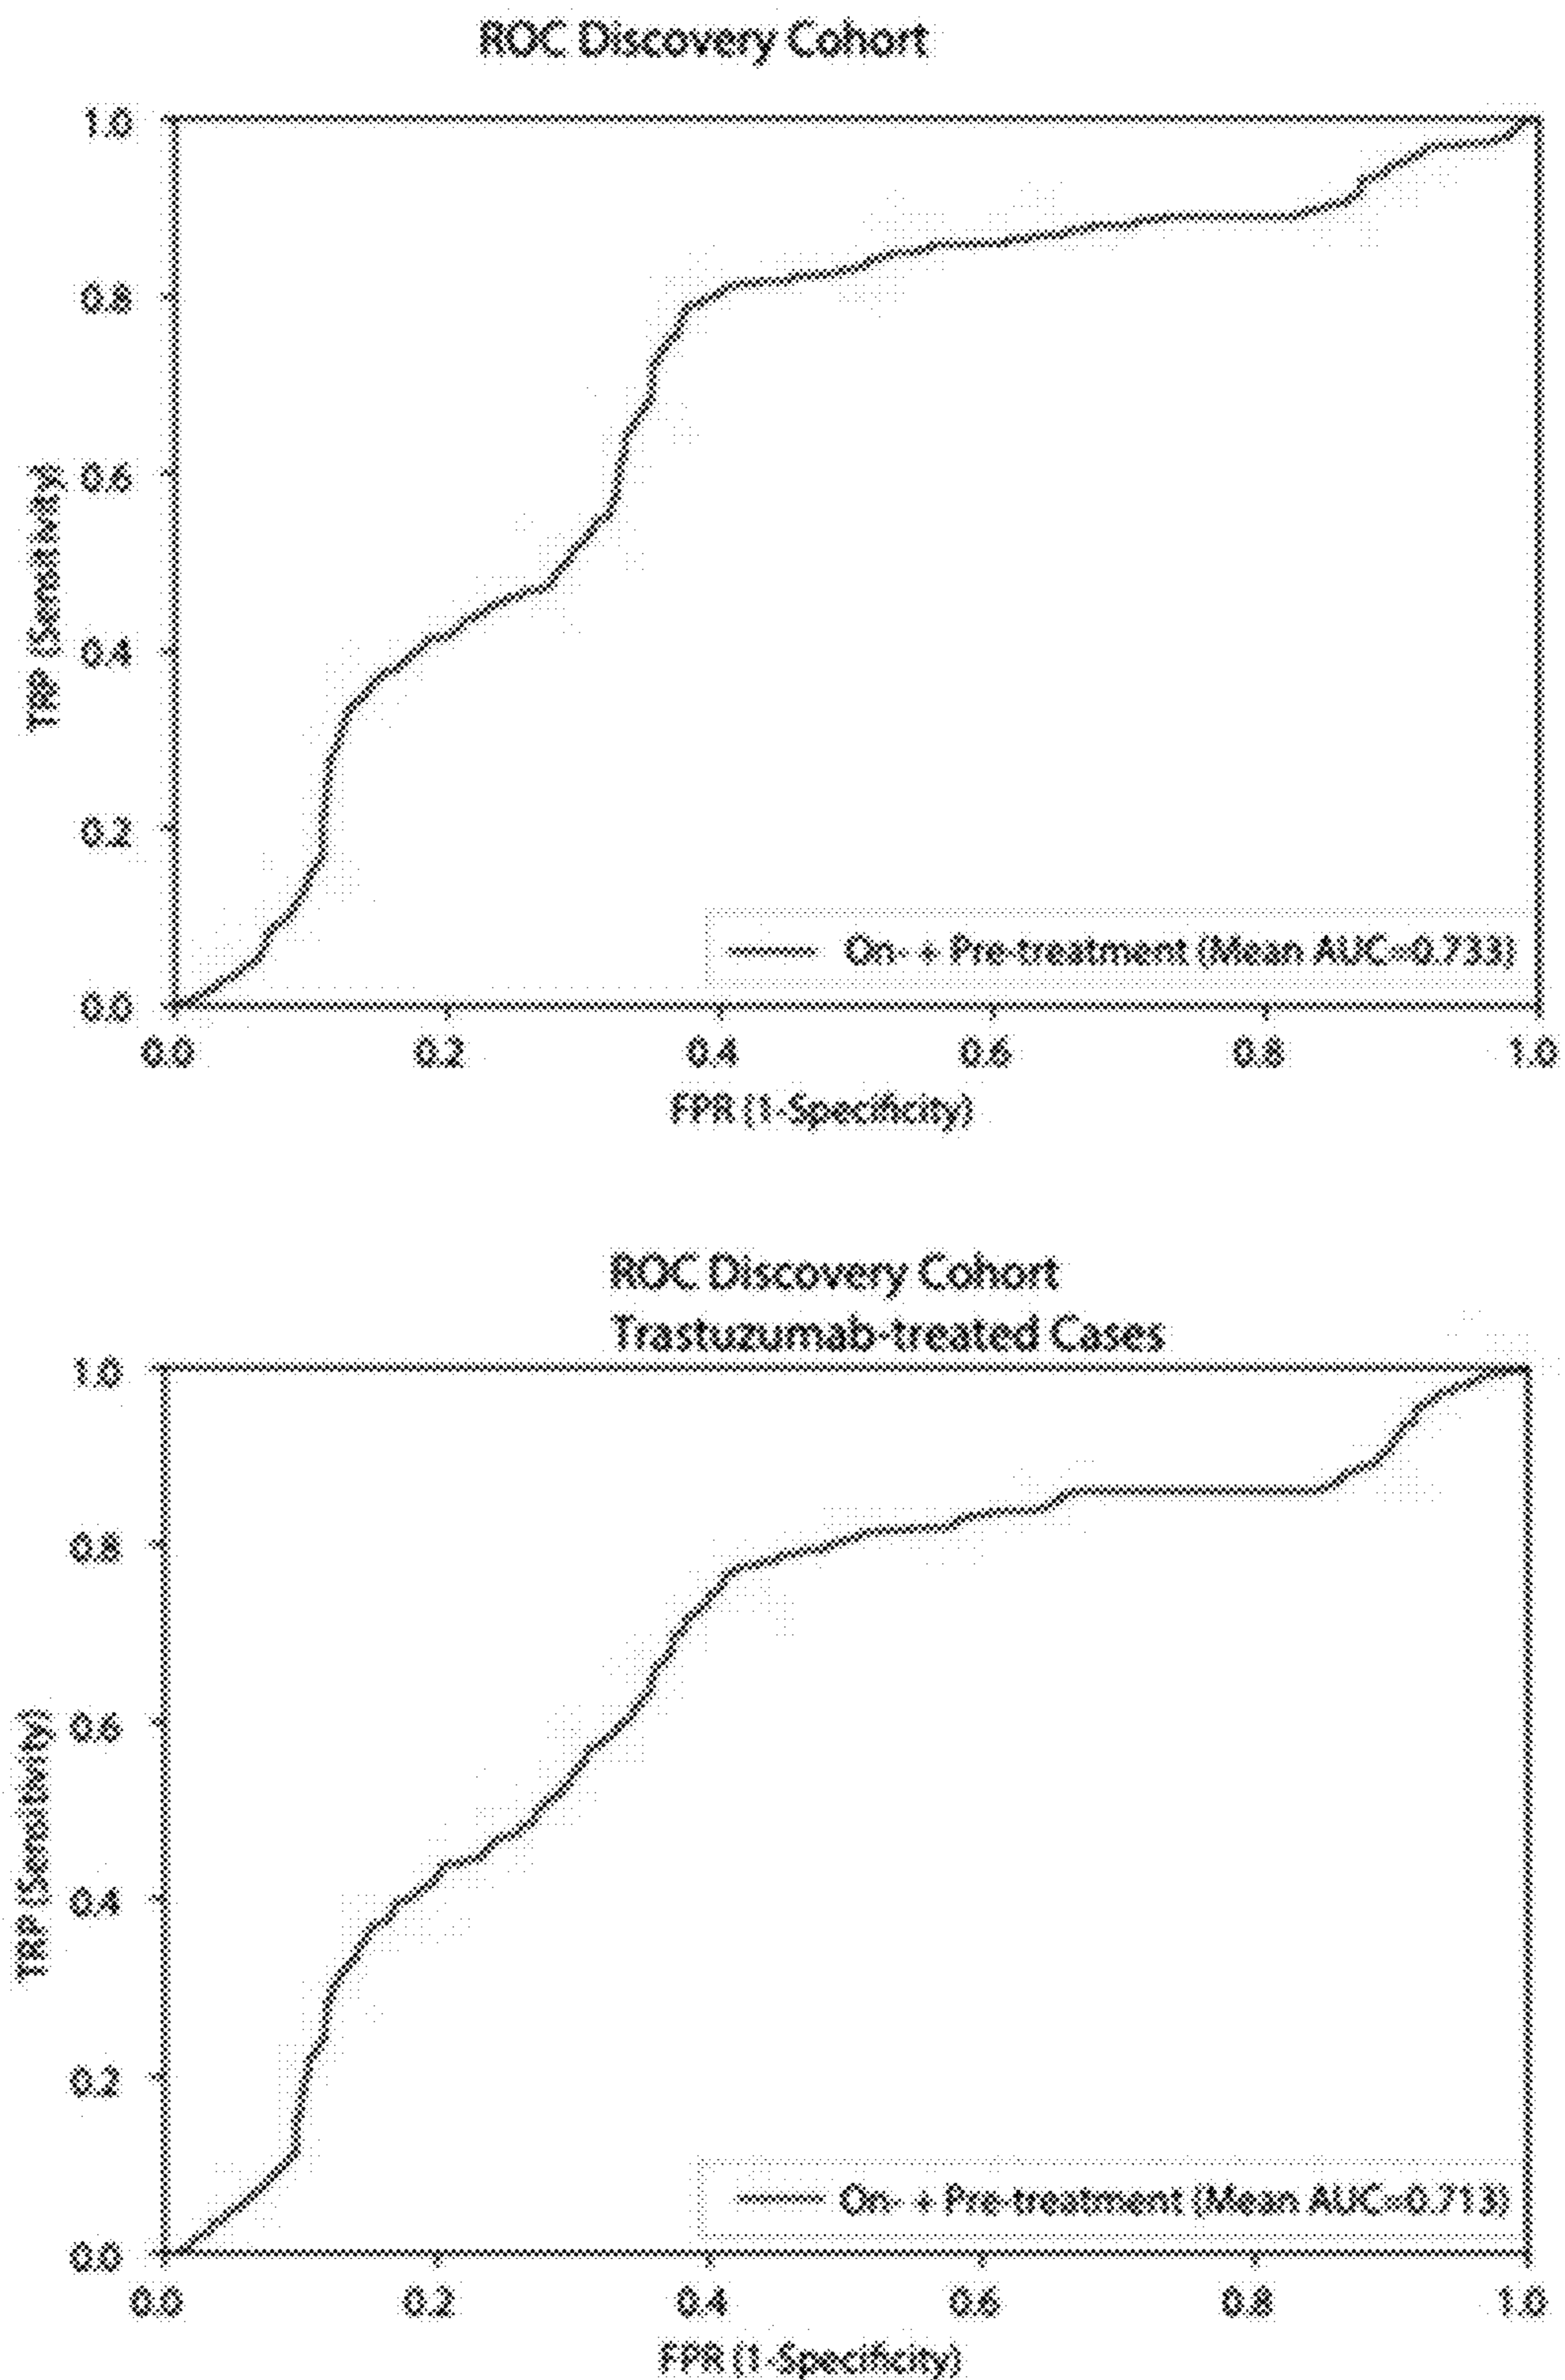 ROC Discovery Cohort
1.0
0.8
0.6
0.4
0.2
0.0
TRP (Sensitivity)
0.0 0.2 0.4 0.6 0.8 1.0
FPR (1-Specificity)
On- + Pre-treatment (Mean AUC=0.733)
ROC Discovery Cohort
Trastuzumab-treated Cases
1.0
0.8
0.6
0.4
0.2
0.0
TRP (Sensitivity)
0.0 0.2 0.4 0.6 0.8 1.0
FPR (1-Specificity)
On- + Pre-treatment (Mean AUC=0.713)